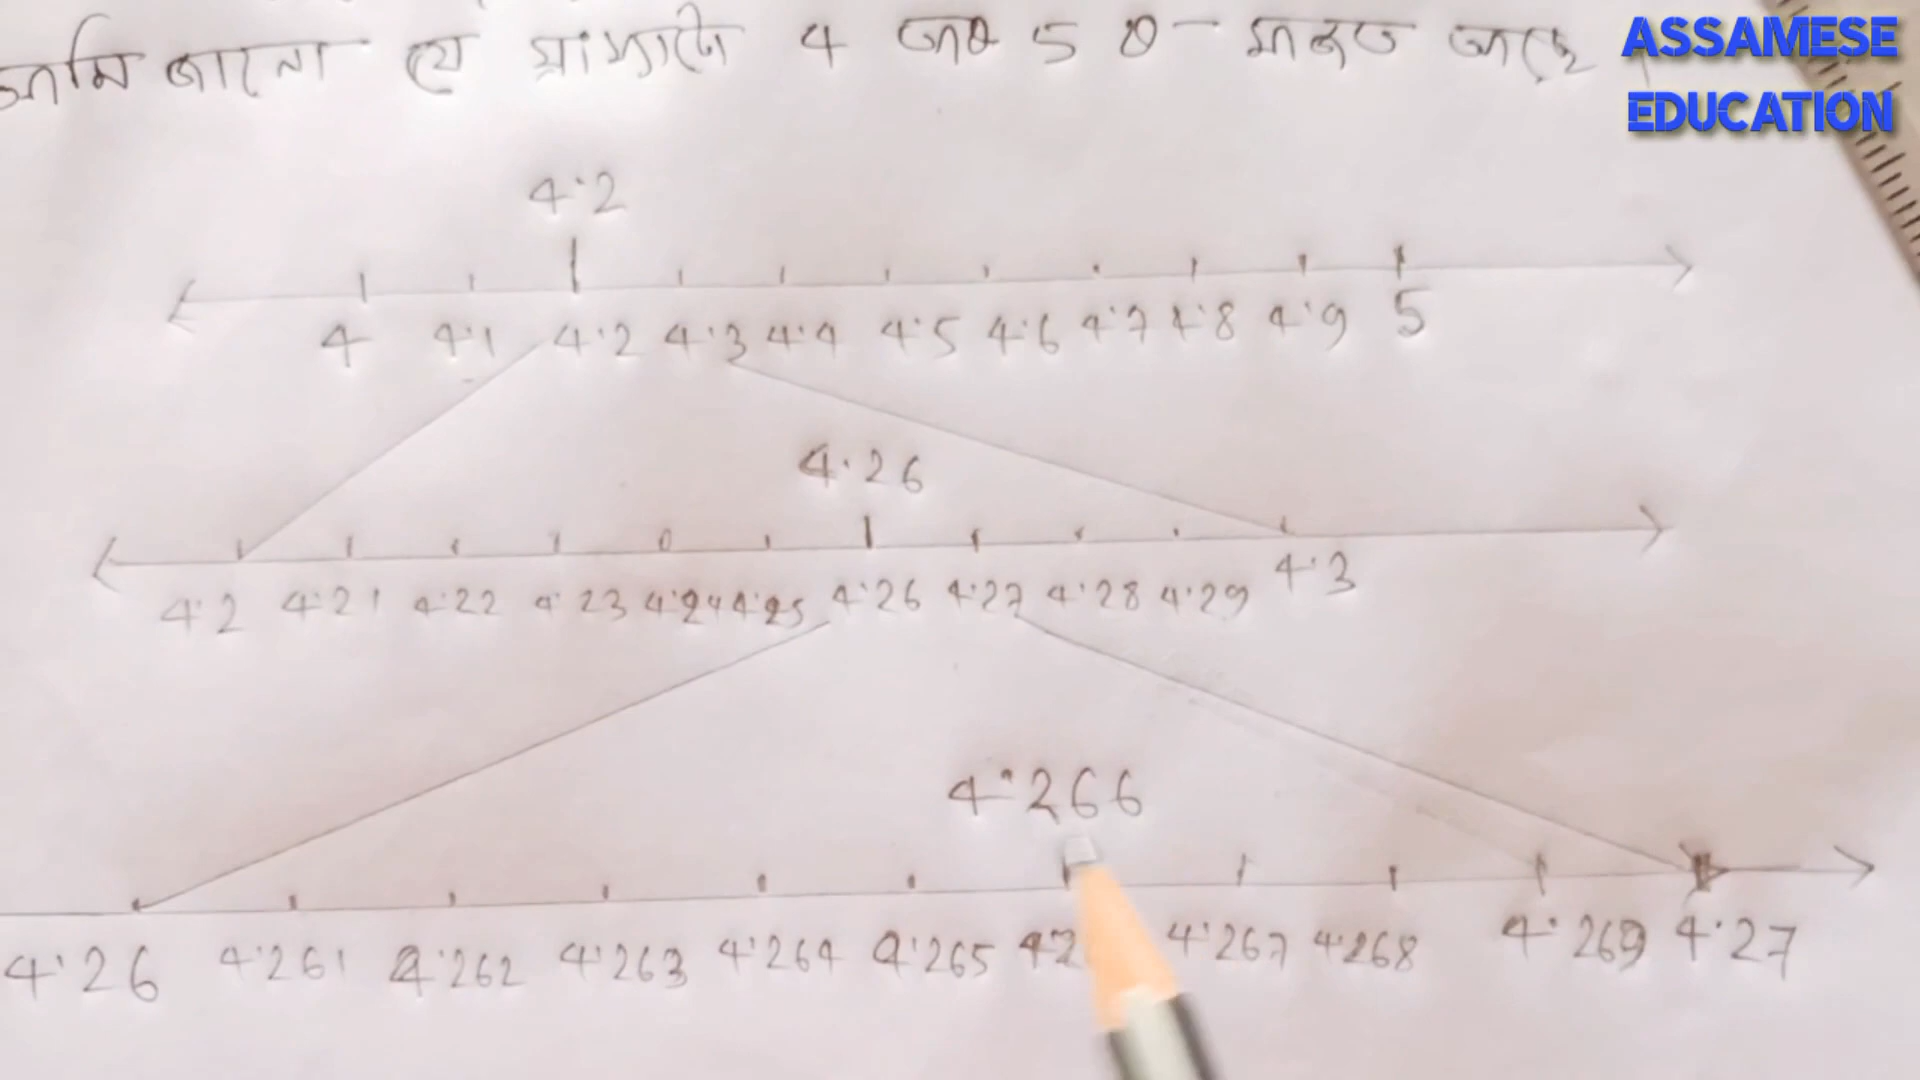 আমি জানো যে সংখ্যাটো 4 আৰু 5 ৰ মাজত আছে।
ASSAMESE
EDUCATION
4.2
4 4.1 4.2 4.3 4.4 4.5 4.6 4.7 4.8 4.9 5
4.26
4.2 4.21 4.22 4.23 4.24 4.25 4.26 4.27 4.28 4.29 4.3
4.266
4.26 4.261 4.262 4.263 4.264 4.265 4.267 4.268 4.269 4.27